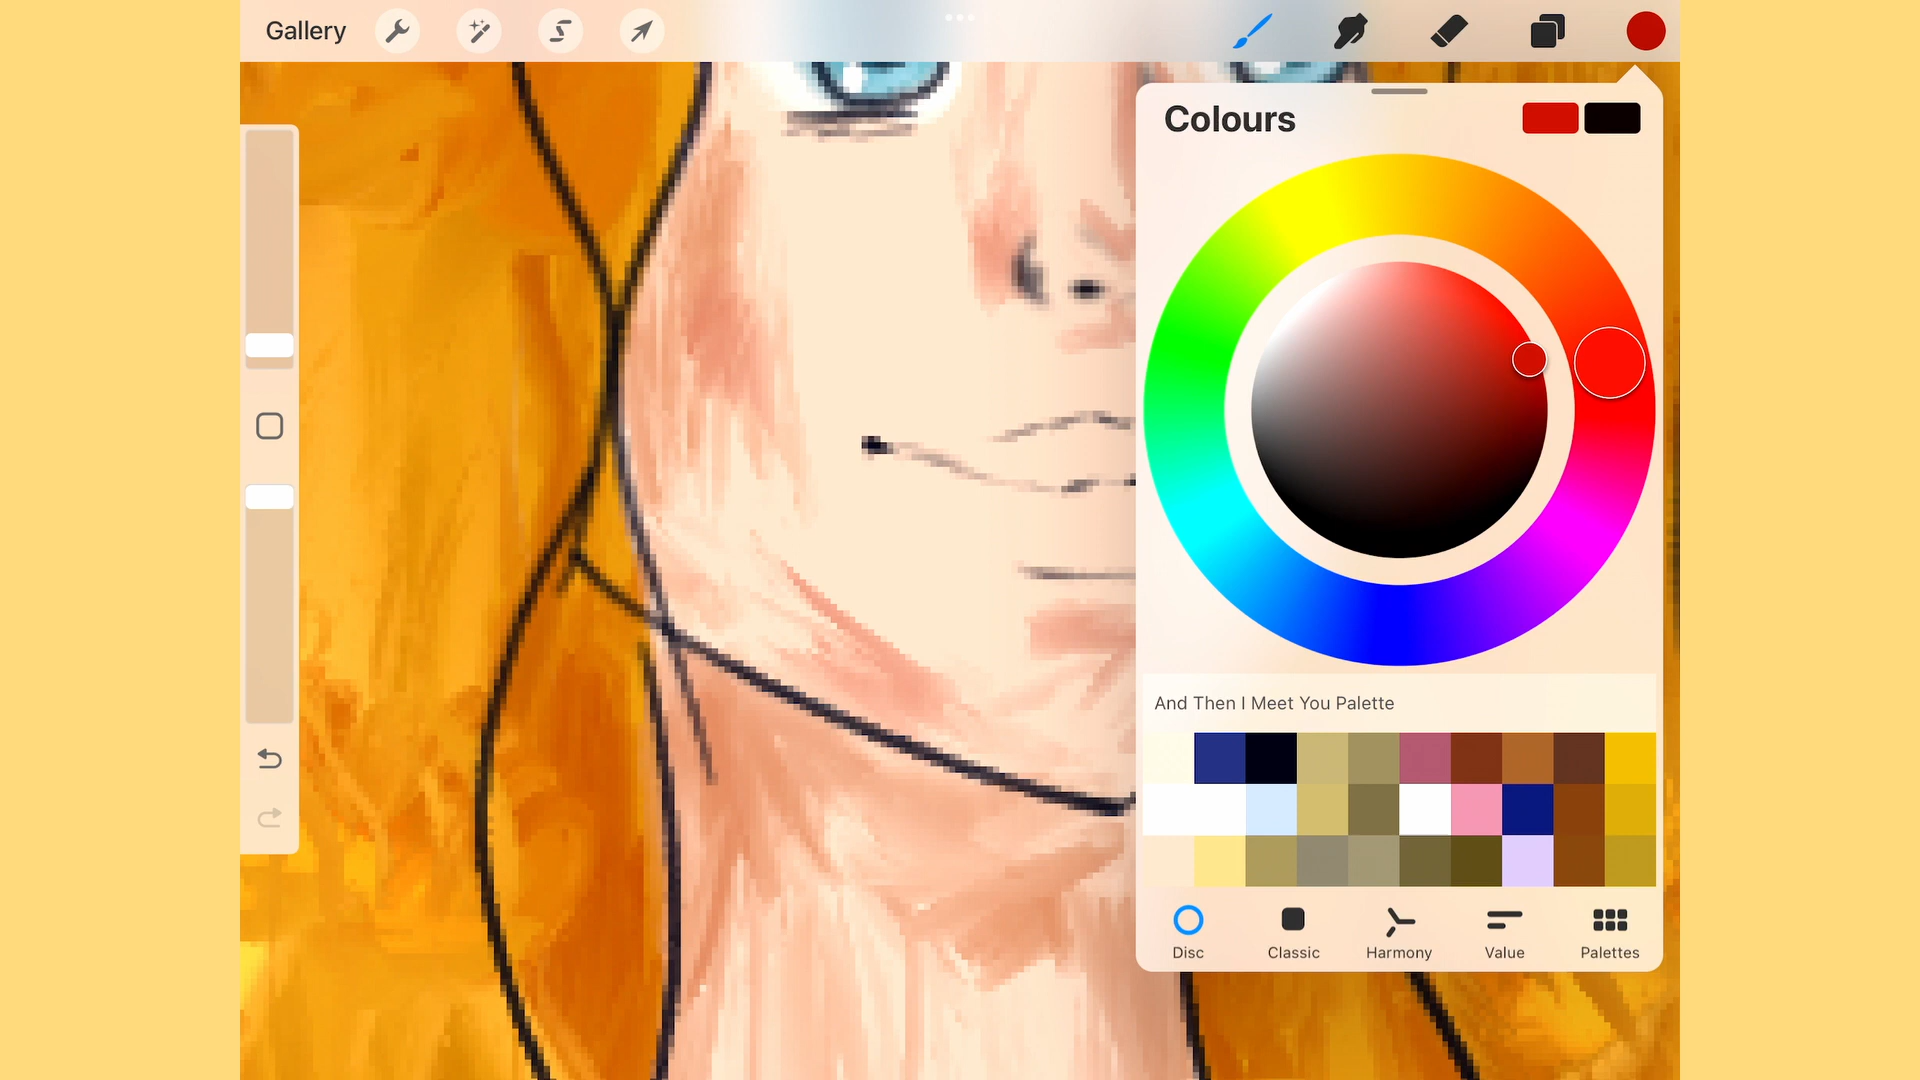 Gallery
Colours
And Then I Meet You Palette
Disc
Classic
Harmony
Value
Palettes